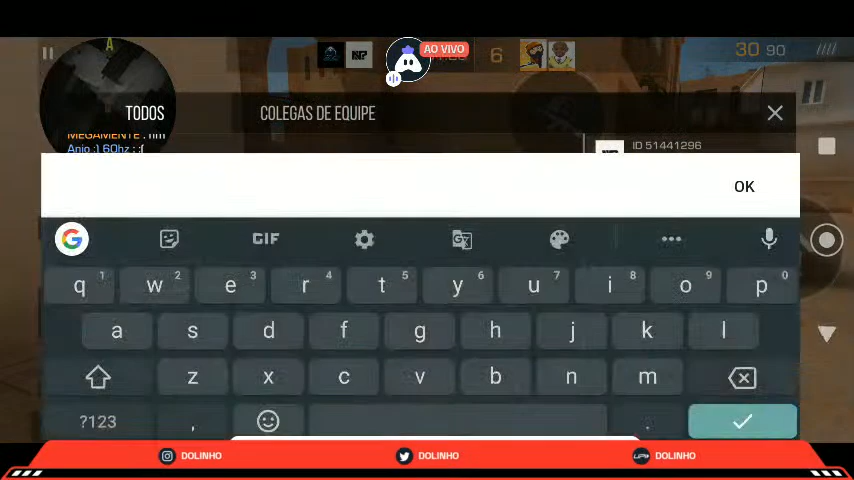 A
AO VIVO
6
30 90
TODOS
COLEGAS DE EQUIPE
MEGAMENTE : hm
Anjo :) 60hz : :(
ID 51441296
OK
G GIF
q 1 w 2 e 3 r 4 t 5 y 6 u 7 i 8 o 9 p 0
a s d f g h j k l
z x c v b n m
?123 , .
DOLINHO DOLINHO DOLINHO